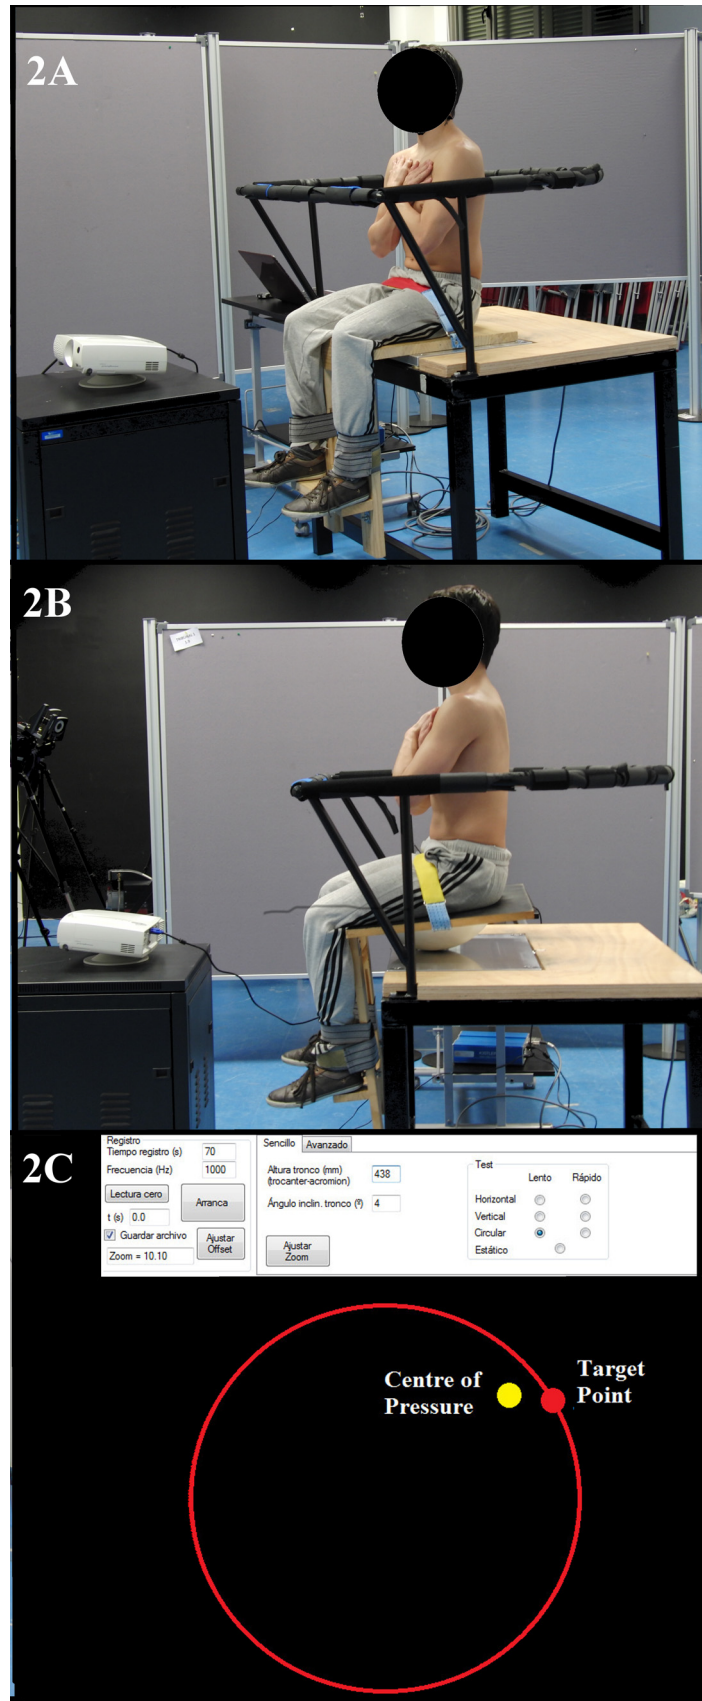 2A
2B
2C
Registro
Tiempo registro (s) 70
Frecuencia (Hz) 1000
Lectura cero
Arranca
t (s) 0.0
Guardar archivo
Ajustar
Offset
Zoom = 10.10
Sencillo Avanzado
Altura tronco (mm)
(trocanter-acromion) 438
Ángulo inclin. tronco (º) 4
Ajustar
Zoom
Test
Lento Rápido
Horizontal
Vertical
Circular
Estático
Centre of
Pressure
Target
Point